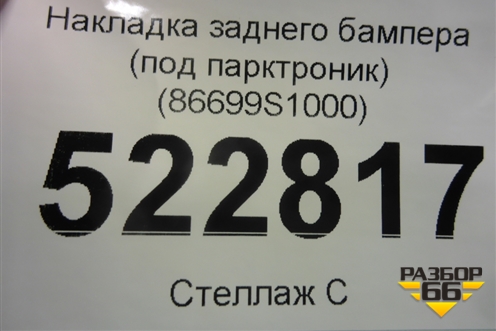 Накладка заднего бампера
(под парктроник)
(86699S1000)
522817
Стеллаж С
РАЗБОР
66